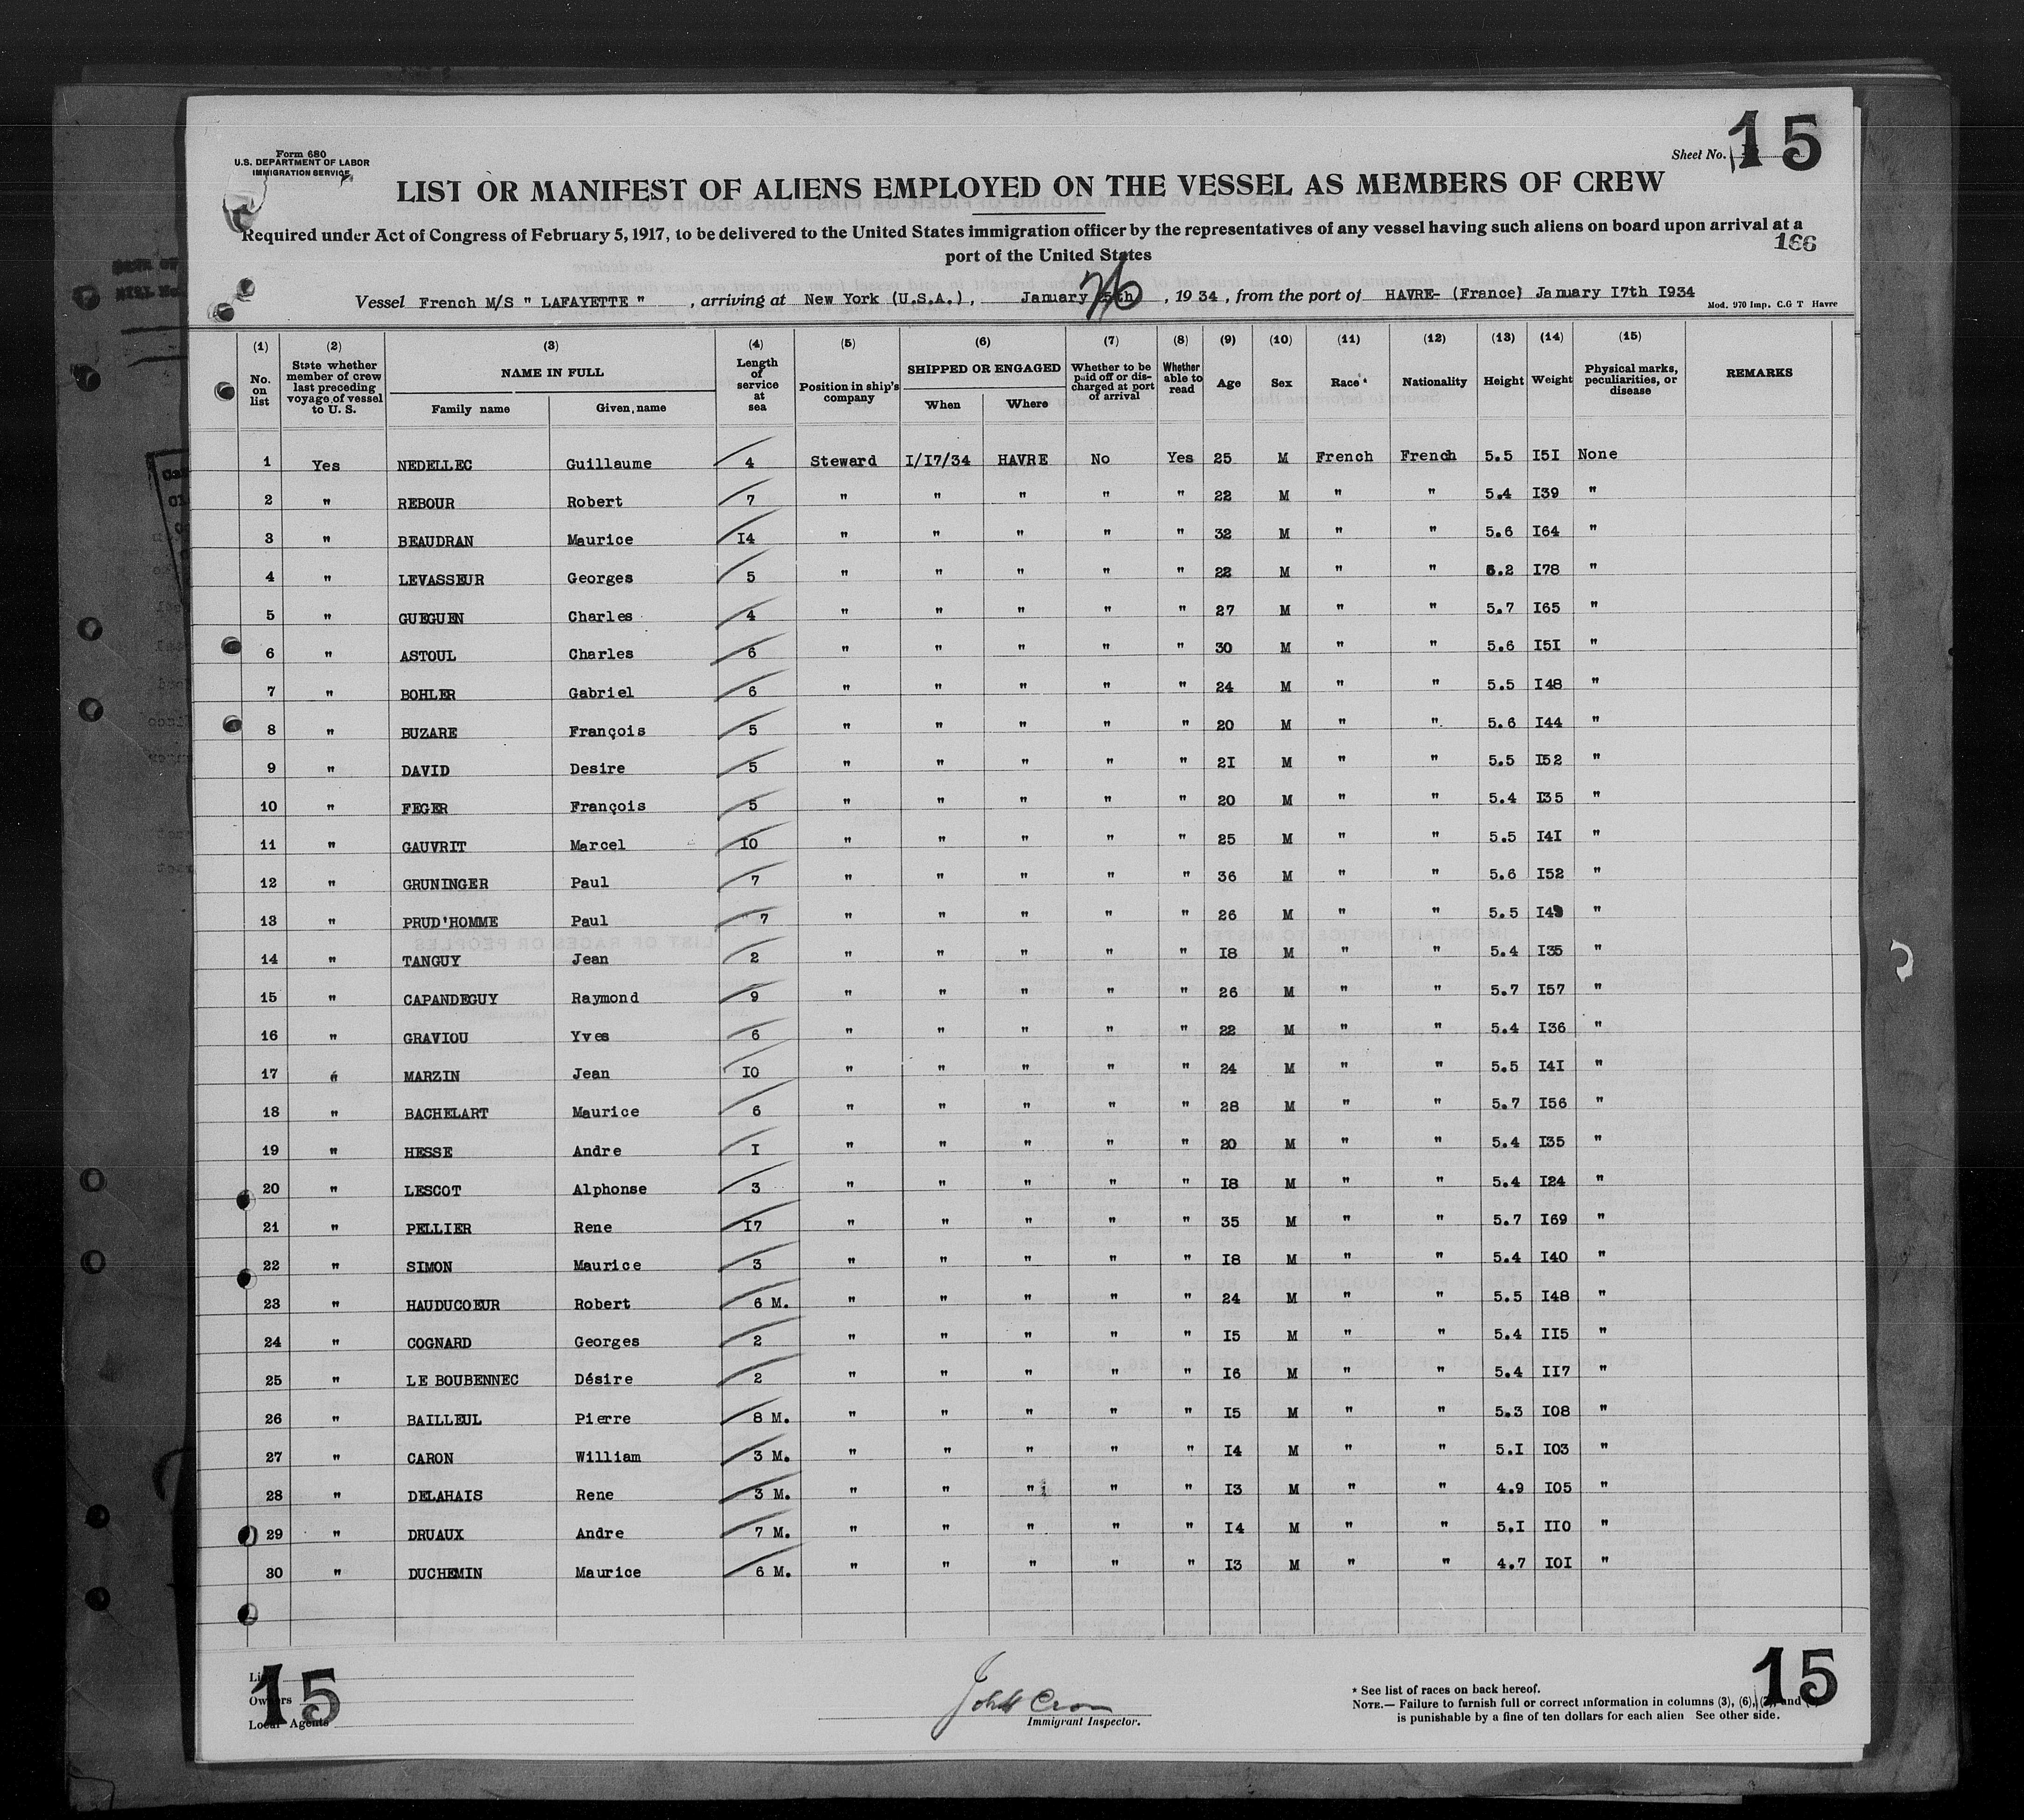 15
Form 680
U.S. DEPARTMENT OF LABOR
IMMIGRATION SERVICE
Sheet No.
LIST OR MANIFEST OF ALIENS EMPLOYED ON THE VESSEL AS MEMBERS OF CREW
Required under Act of Congress of February 5, 1917, to be delivered to the United States immigration officer by the representatives of any vessel having such aliens on board upon arrival at a
port of the United States
166
Vessel French M/S " LAFAYETTE " , arriving at New York (U.S.A.) , January 26 , 1934 , from the port of HAVRE- (France) January I7th I934
Mod. 970 Imp. C.G T Havre
(1) (2) (3) (4) (5) (6) (7) (8) (9) (10) (11) (12) (13) (14) (15)
No. on list State whether member of crew last preceding voyage of vessel to U. S. NAME IN FULL Family name Given name Length of service at sea Position in ship's company SHIPPED OR ENGAGED When Where Whether to be paid off or discharged at port of arrival Whether able to read Age Sex Race* Nationality Height Weight Physical marks, peculiarities, or disease REMARKS
1 Yes NEDELLEC Guillaume 4 Steward I/I7/34 HAVRE No Yes 25 M French French 5.5 I5I None
2 " REBOUR Robert 7 " " " " " 22 M " " 5.4 I39 "
3 " BEAUDRAN Maurice I4 " " " " " 32 M " " 5.6 I64 "
4 " LEVASSEUR Georges 5 " " " " " 22 M " " 6.2 I78 "
5 " GUEGUEN Charles 4 " " " " " 27 M " " 5.7 I65 "
6 " ASTOUL Charles 6 " " " " " 30 M " " 5.6 I5I "
7 " BOHLER Gabriel 6 " " " " " 24 M " " 5.5 I48 "
8 " BUZARE François 5 " " " " " 20 M " " 5.6 I44 "
9 " DAVID Desire 5 " " " " " 2I M " " 5.5 I52 "
10 " FEGER François 5 " " " " " 20 M " " 5.4 I35 "
11 " GAUVRIT Marcel IO " " " " " 25 M " " 5.5 I4I "
12 " GRUNINGER Paul 7 " " " " " 36 M " " 5.6 I52 "
13 " PRUD'HOMME Paul 7 " " " " " 26 M " " 5.5 "
14 " TANGUY Jean 2 " " " " " I8 M " " 5.4 I35 "
15 " CAPANDEGUY Raymond 9 " " " " " 26 M " " 5.7 I57 "
16 " GRAVIOU Yves 6 " " " " " 22 M " " 5.4 I36 "
17 " MARZIN Jean IO " " " " " 24 M " " 5.5 I4I "
18 " BACHELART Maurice 6 " " " " " 28 M " " 5.7 I56 "
19 " HESSE Andre I " " " " " 20 M " " 5.4 I35 "
20 " LESCOT Alphonse 3 " " " " " I8 M " " 5.4 I24 "
21 " PELLIER Rene I7 " " " " " 35 M " " 5.7 I69 "
22 " SIMON Maurice 3 " " " " " I8 M " " 5.4 I40 "
23 " HAUDUCOEUR Robert 6 M. " " " " " 24 M " " 5.5 I48 "
24 " COGNARD Georges 2 " " " " " I5 M " " 5.4 II5 "
25 " LE BOUBENNEC Désire 2 " " " " " I6 M " " 5.4 II7 "
26 " BAILLEUL Pierre 8 M. " " " " " I5 M " " 5.3 I08 "
27 " CARON William 3 M. " " " " " I4 M " " 5.I I03 "
28 " DELAHAIS Rene 3 M. " " " " " I3 M " " 4.9 I05 "
29 " DRUAUX Andre 7 M. " " " " " I4 M " " 5.I II0 "
30 " DUCHEMIN Maurice 6 M. " " " " " I3 M " " 4.7 I0I "
15
Owners
Local Agents
John Cron
Immigrant Inspector.
15
* See list of races on back hereof.
NOTE.— Failure to furnish full or correct information in columns (3), (6), (7), and
is punishable by a fine of ten dollars for each alien See other side.